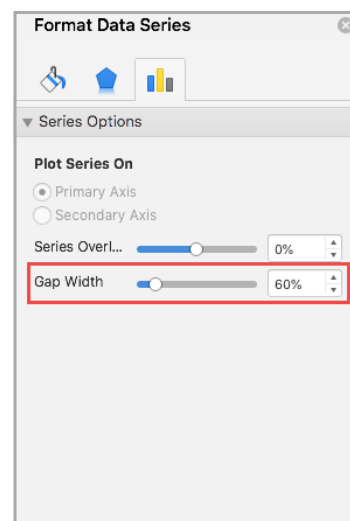 Format Data Series
Series Options
Plot Series On
Primary Axis
Secondary Axis
Series Overl... 0%
Gap Width 60%